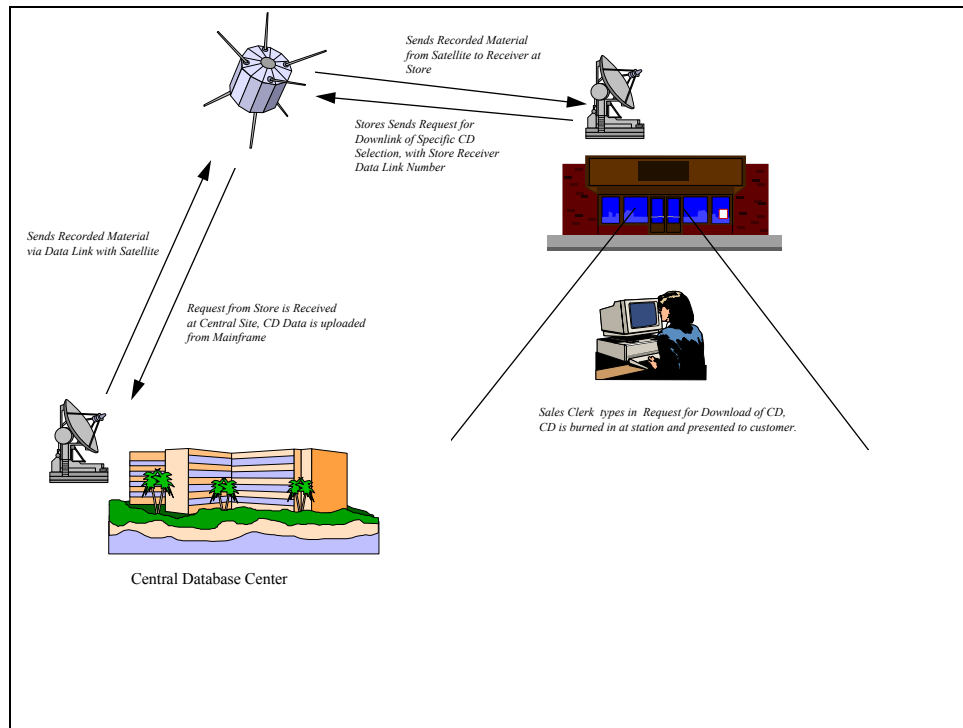 Sends Recorded Material
from Satellite to Receiver at
Store
Stores Sends Request for
Downlink of Specific CD
Selection, with Store Receiver
Data Link Number
Sends Recorded Material
via Data Link with Satellite
Request from Store is Received
at Central Site, CD Data is uploaded
from Mainframe
Sales Clerk types in Request for Download of CD,
CD is burned in at station and presented to customer.
Central Database Center